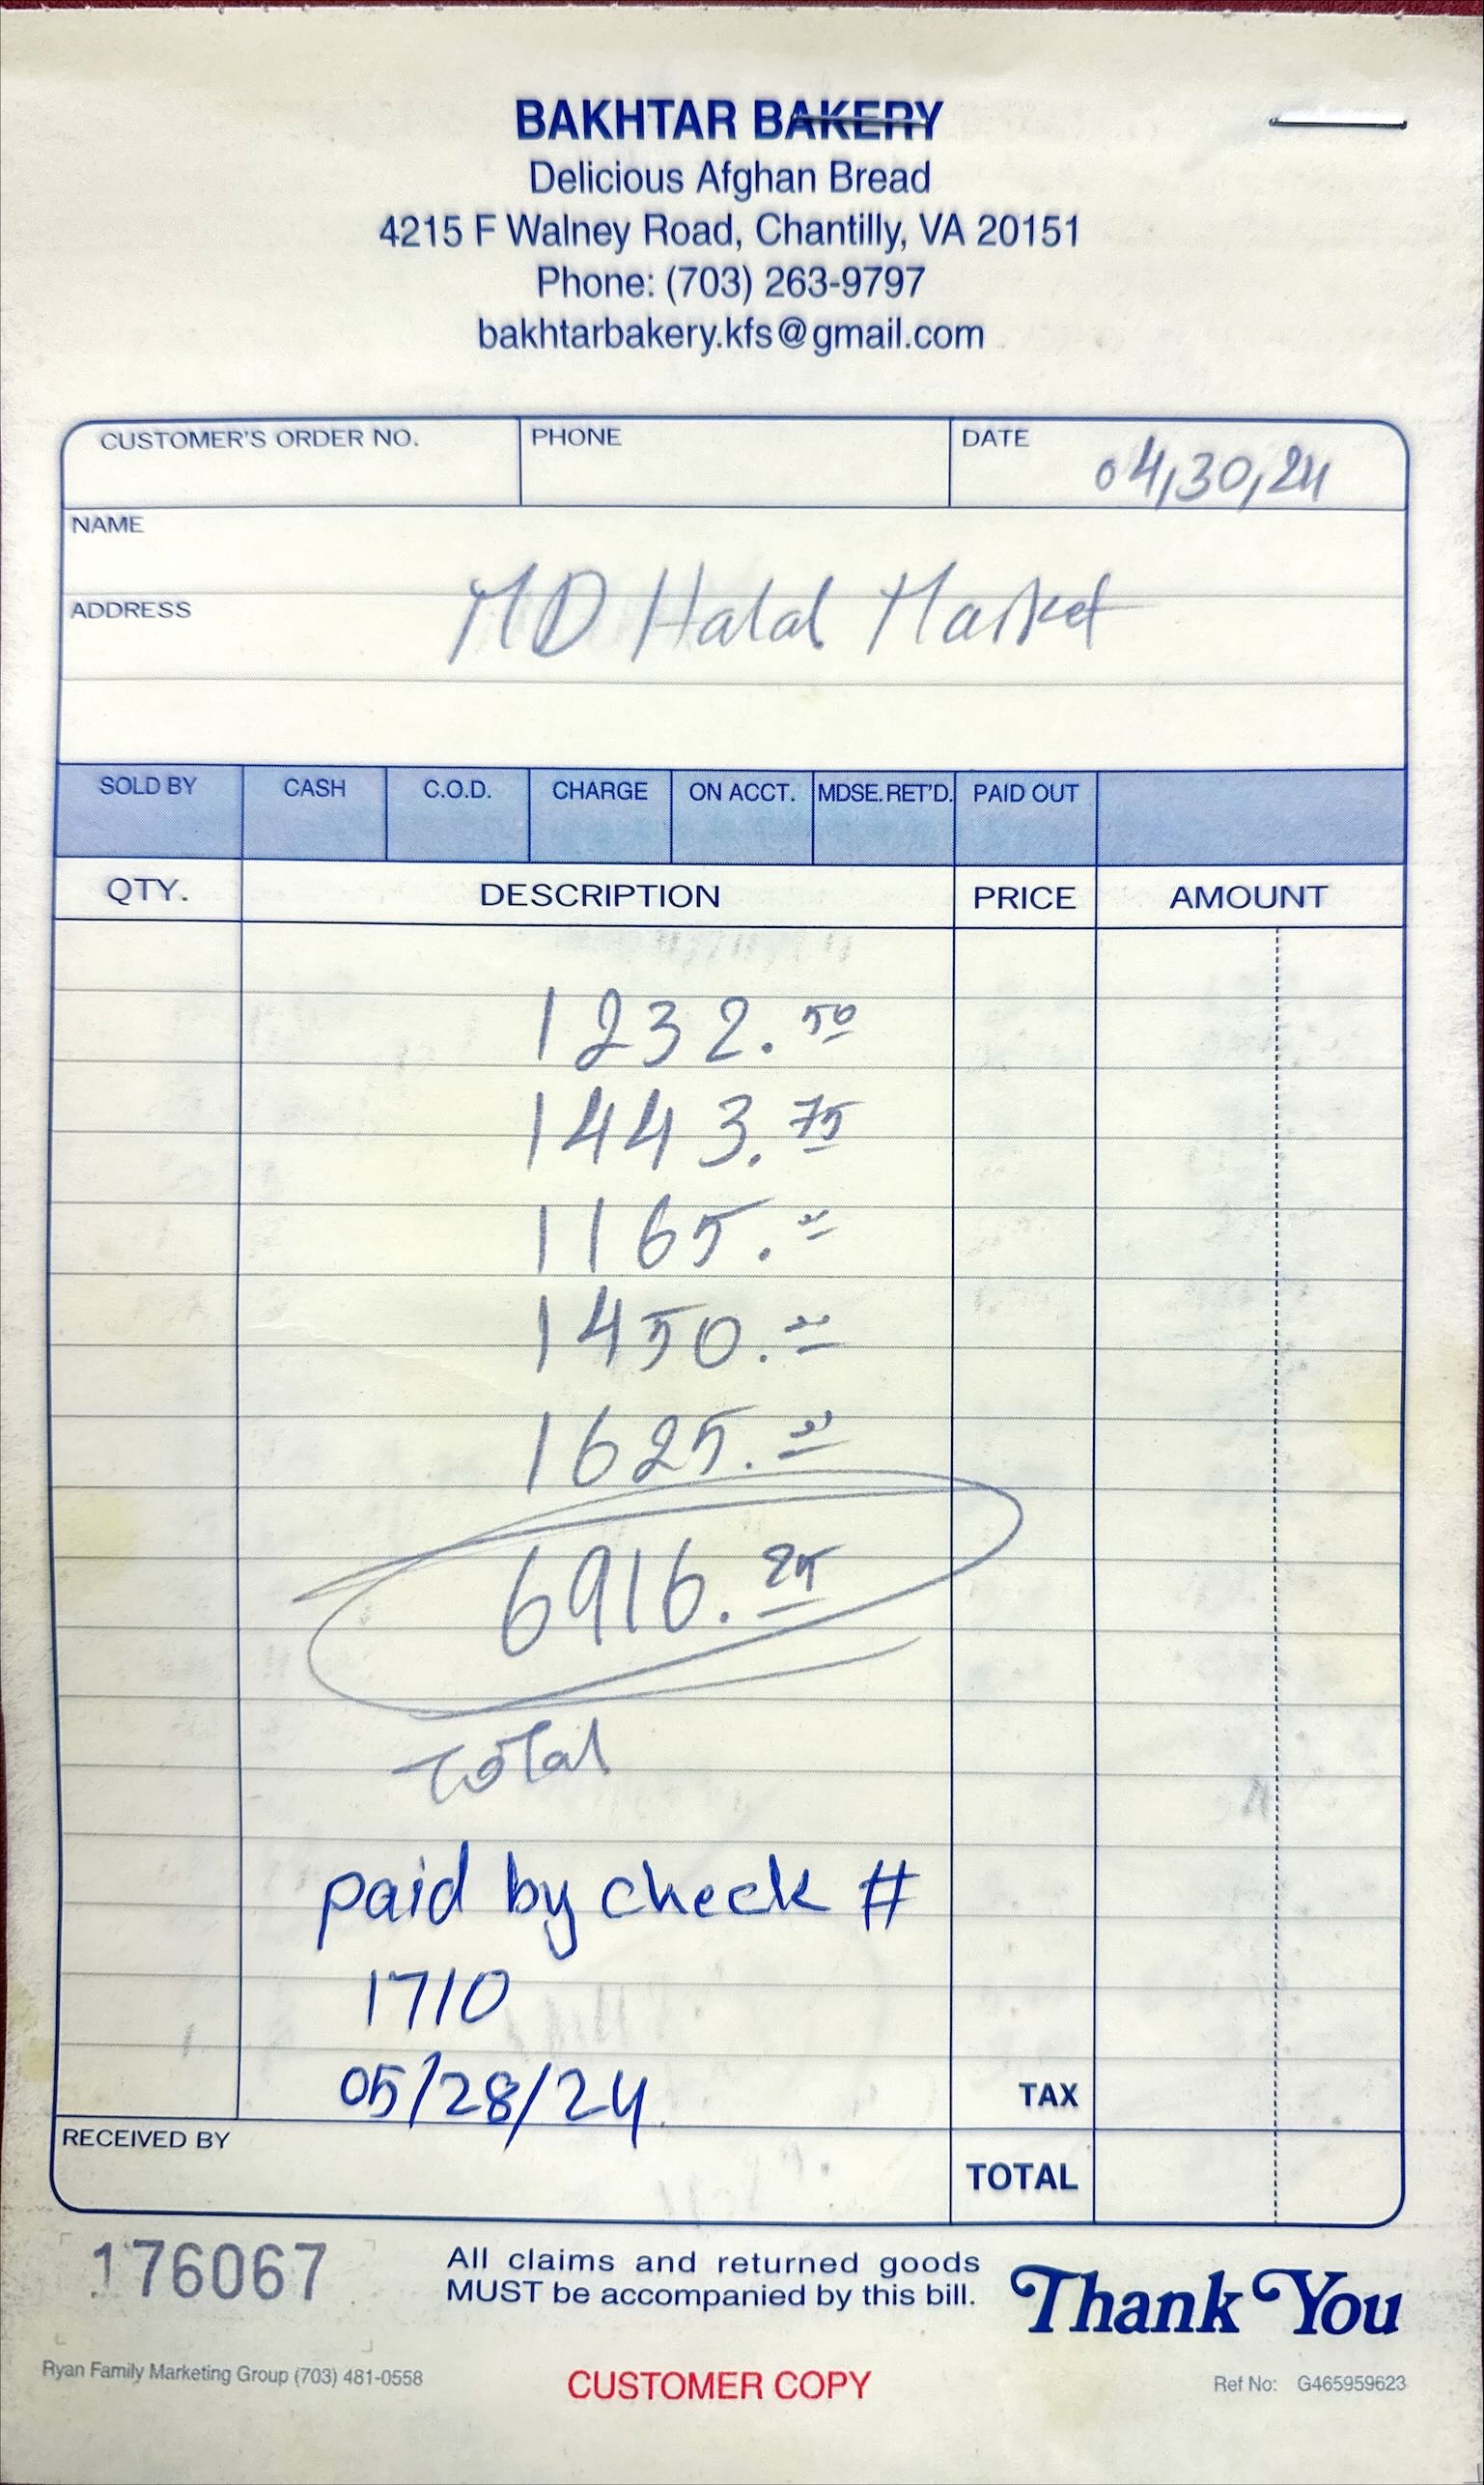 BAKHTAR BAKERY
Delicious Afghan Bread
4215 F Walney Road, Chantilly, VA 20151
Phone: (703) 263-9797
bakhtarbakery.kfs@gmail.com
CUSTOMER'S ORDER NO. PHONE DATE 04,30,24
NAME
ADDRESS MD Halal Market
SOLD BY CASH C.O.D. CHARGE ON ACCT. MDSE. RET'D. PAID OUT
QTY. DESCRIPTION PRICE AMOUNT
1232.50
1443.75
1165.00
1450.00
1625.00
6916.25
Total
paid by check #
1710
05/28/24
TAX
RECEIVED BY
TOTAL
176067
All claims and returned goods
MUST be accompanied by this bill.
Thank You
Ryan Family Marketing Group (703) 481-0558
CUSTOMER COPY
Ref No: G465959623